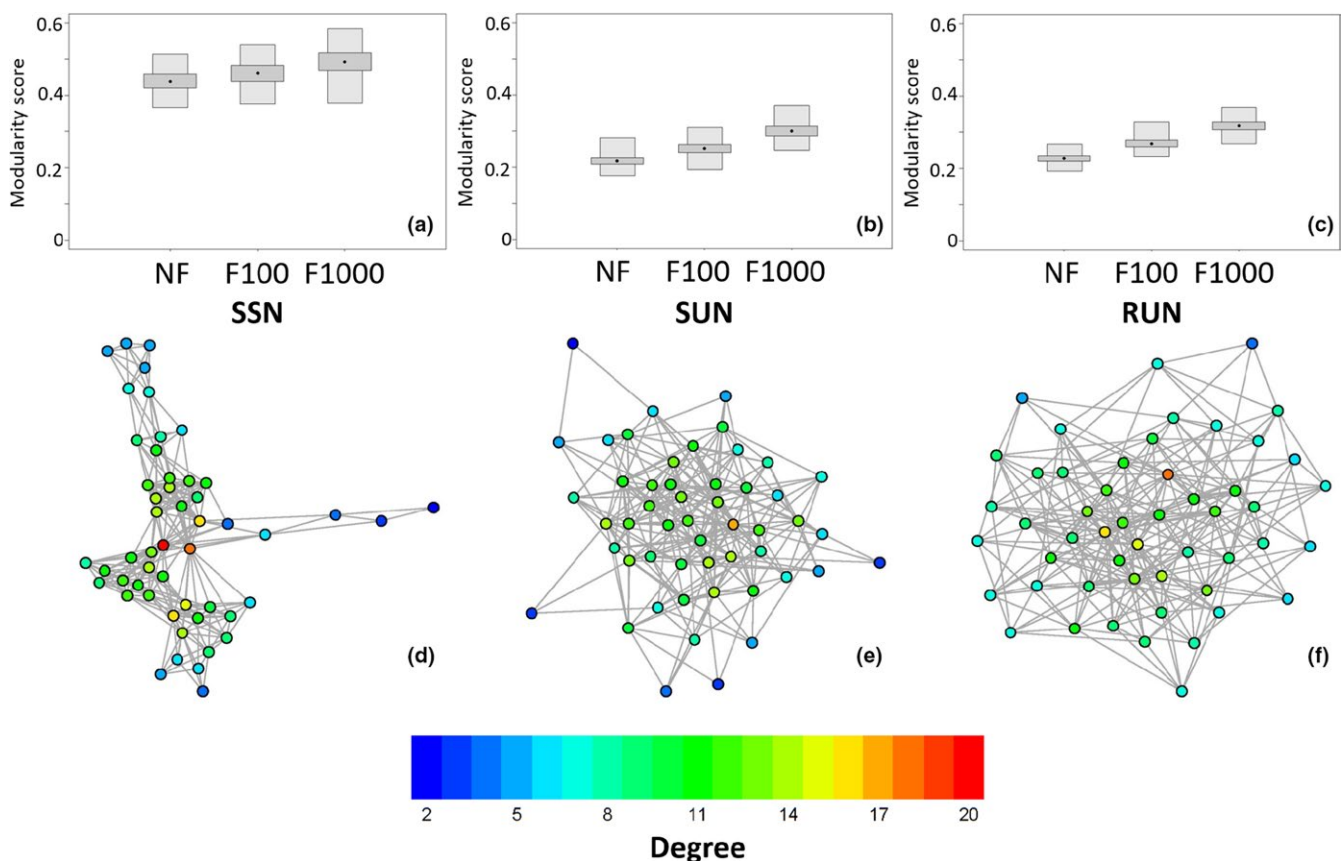 0.6
0.4
0.2
0
Modularity score
(a)
NF F100 F1000
SSN
0.6
0.4
0.2
0
Modularity score
(b)
NF F100 F1000
SUN
0.6
0.4
0.2
0
Modularity score
(c)
NF F100 F1000
RUN
(d)
(e)
(f)
2 5 8 11 14 17 20
Degree